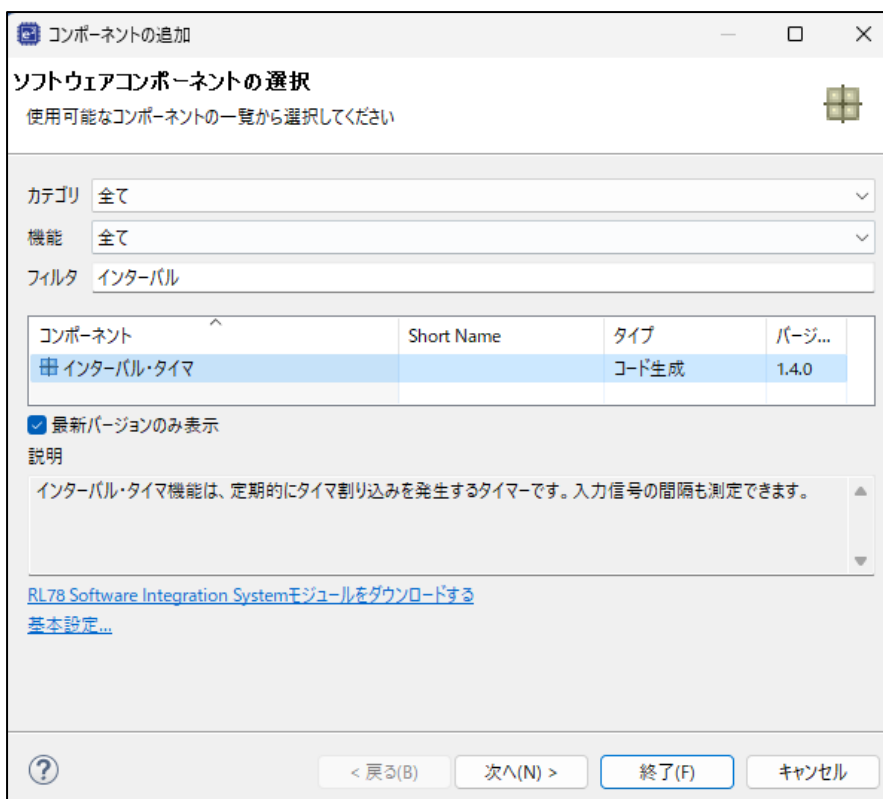 コンポーネントの追加
ソフトウェアコンポーネントの選択
使用可能なコンポーネントの一覧から選択してください
カテゴリ 全て
機能 全て
フィルタ インターバル
コンポーネント Short Name タイプ バージ...
インターバル・タイマ コード生成 1.4.0
最新バージョンのみ表示
説明
インターバル・タイマ機能は、定期的にタイマ割り込みを発生するタイマーです。入力信号の間隔も測定できます。
RL78 Software Integration Systemモジュールをダウンロードする
基本設定...
< 戻る(B) 次へ(N) > 終了(F) キャンセル